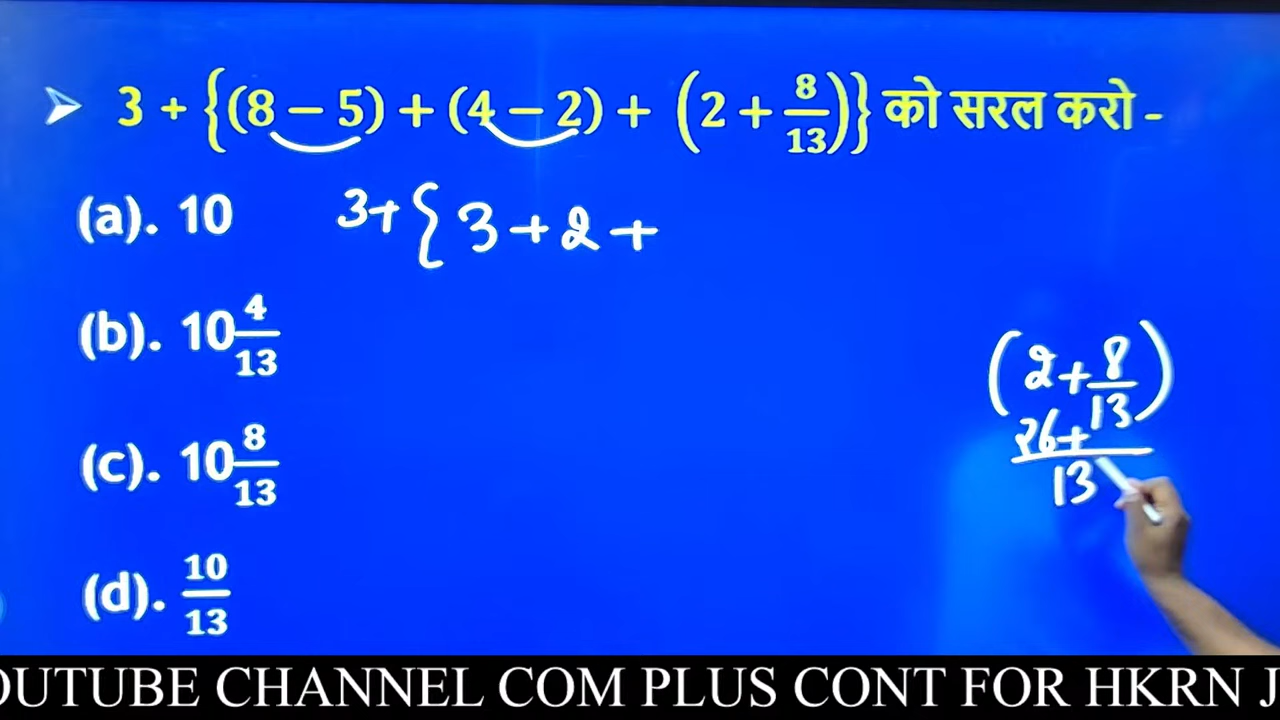 3 + {(8 − 5) + (4 − 2) + (2 + 8/13)} को सरल करो -
(a). 10
3+{3+2+
(b). 10 4/13
(2+8/13)
26+
13
(c). 10 8/13
(d). 10/13
OUTUBE CHANNEL COM PLUS CONT FOR HKRN J